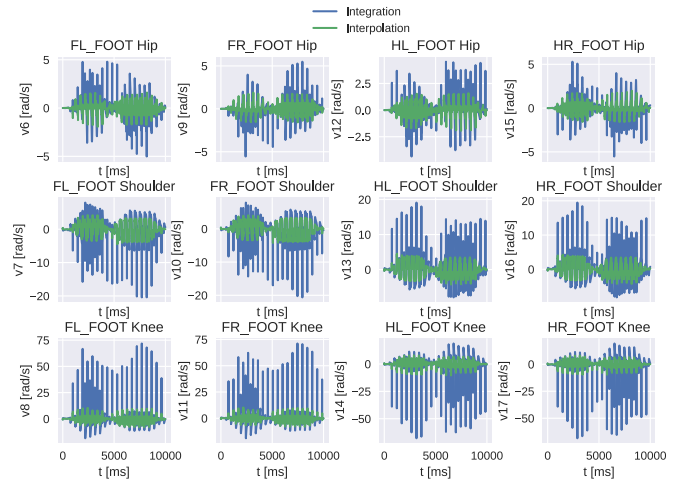 Integration
Interpolation
FL_FOOT Hip
FR_FOOT Hip
HL_FOOT Hip
HR_FOOT Hip
v6 [rad/s]
5
0
−5
t [ms]
v9 [rad/s]
5
0
−5
t [ms]
v12 [rad/s]
2.5
0.0
−2.5
t [ms]
v15 [rad/s]
5
0
−5
t [ms]
FL_FOOT Shoulder
FR_FOOT Shoulder
HL_FOOT Shoulder
HR_FOOT Shoulder
v7 [rad/s]
0
−10
−20
t [ms]
v10 [rad/s]
0
−10
−20
t [ms]
v13 [rad/s]
20
10
0
t [ms]
v16 [rad/s]
20
10
0
t [ms]
FL_FOOT Knee
FR_FOOT Knee
HL_FOOT Knee
HR_FOOT Knee
v8 [rad/s]
75
50
25
0
0 10000
t [ms]
v11 [rad/s]
75
50
25
0
0 10000
t [ms]
v14 [rad/s]
0
−50
0 10000
t [ms]
v17 [rad/s]
0
−25
−50
0 10000
t [ms]